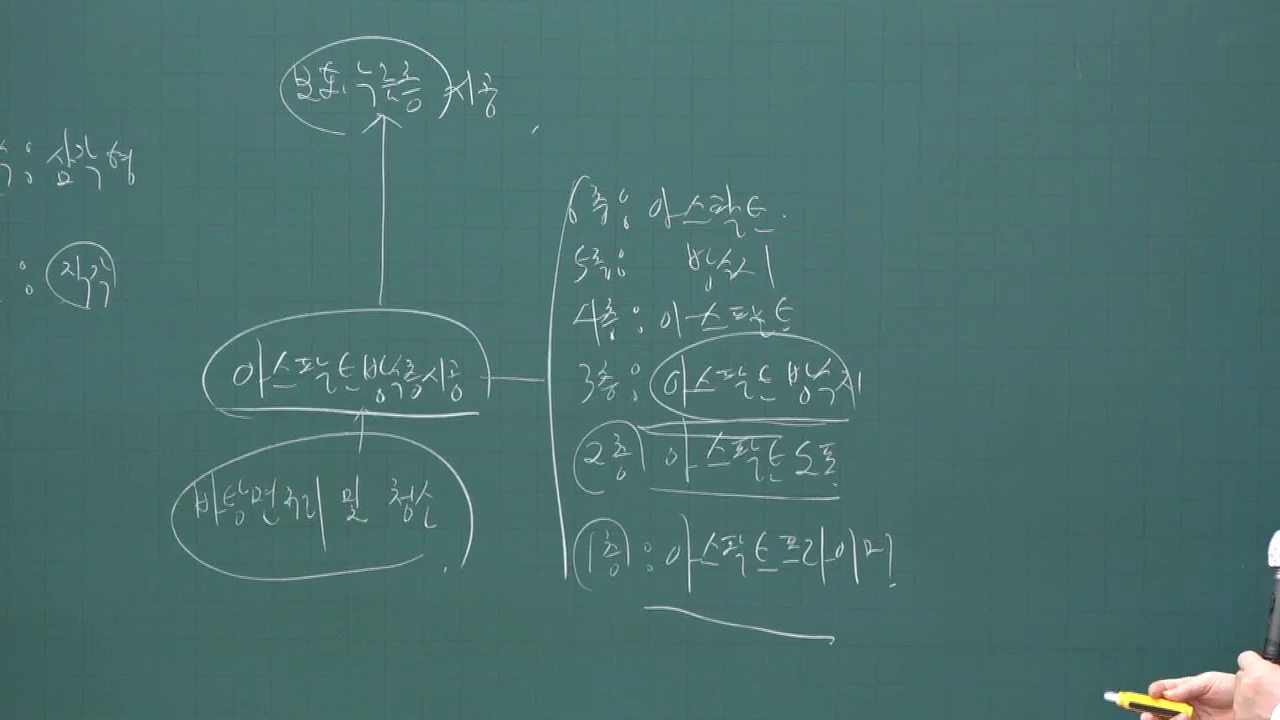 보호누름층 시공
: 삼각형
: 직각
6층: 아스팔트
5층: 방수지
4층: 아스팔트
아스팔트 방수층시공
3층: 아스팔트 방수지
2층 아스팔트 도포
바탕면처리 및 청소
1층: 아스팔트프라이머